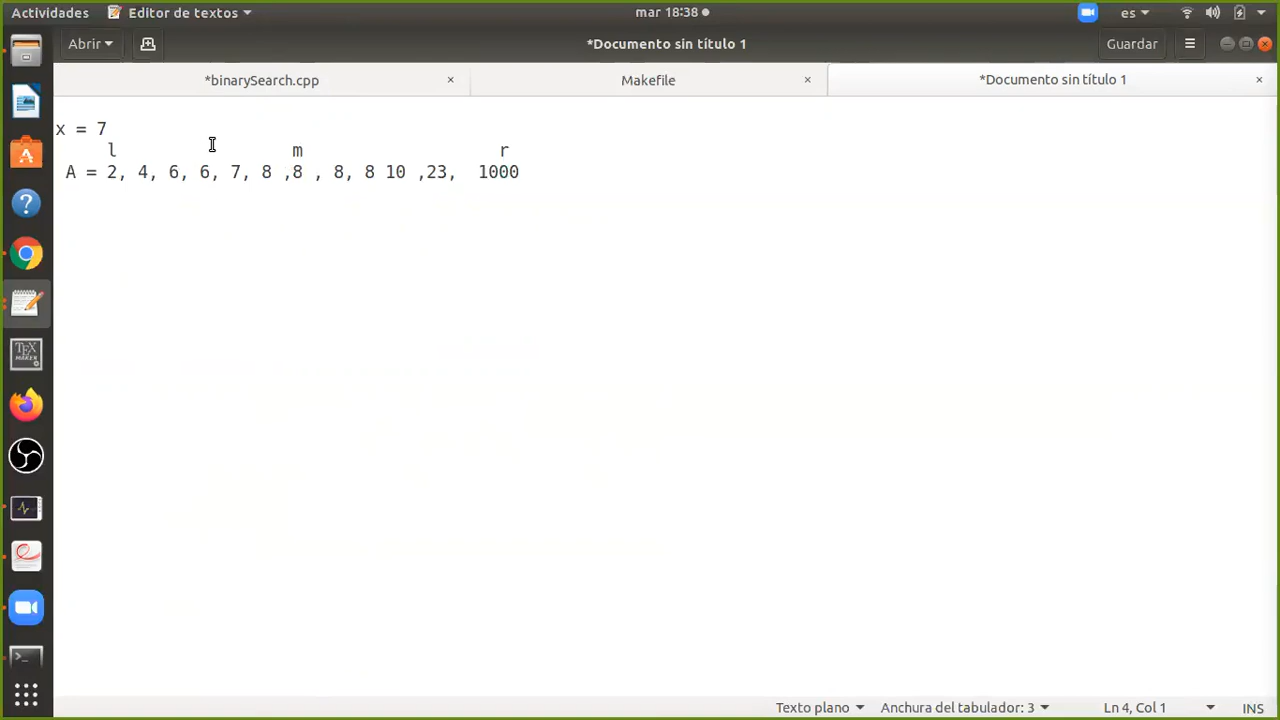 Actividades Editor de textos mar 18:38 es
Abrir *Documento sin título 1 Guardar
*binarySearch.cpp × Makefile × *Documento sin título 1 ×
x = 7
l m r
A = 2, 4, 6, 6, 7, 8 ,8 , 8, 8 10 ,23, 1000
Texto plano Anchura del tabulador: 3 Ln 4, Col 1 INS